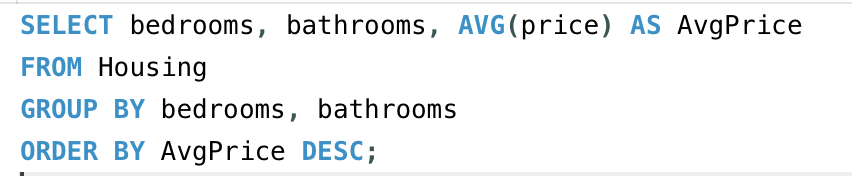 SELECT bedrooms, bathrooms, AVG(price) AS AvgPrice
FROM Housing
GROUP BY bedrooms, bathrooms
ORDER BY AvgPrice DESC;